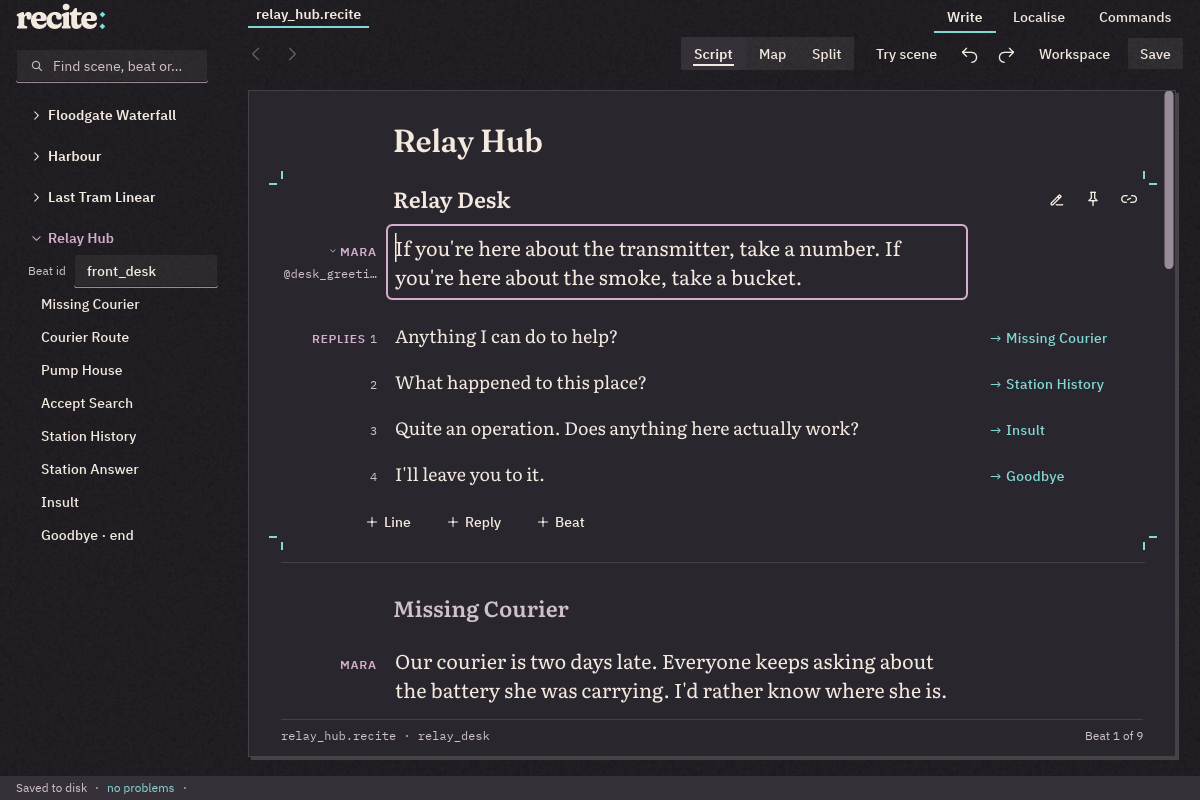 recite:
relay_hub.recite
Write
Localise
Commands
Find scene, beat or...
Script
Map
Split
Try scene
Workspace
Save
Floodgate Waterfall
Harbour
Last Tram Linear
Relay Hub
Beat id
front_desk
Missing Courier
Courier Route
Pump House
Accept Search
Station History
Station Answer
Insult
Goodbye · end
Relay Hub
Relay Desk
MARA
@desk_greeti…
If you're here about the transmitter, take a number. If
you're here about the smoke, take a bucket.
REPLIES 1 Anything I can do to help? → Missing Courier
2 What happened to this place? → Station History
3 Quite an operation. Does anything here actually work? → Insult
4 I'll leave you to it. → Goodbye
+ Line + Reply + Beat
Missing Courier
MARA
Our courier is two days late. Everyone keeps asking about
the battery she was carrying. I'd rather know where she is.
relay_hub.recite · relay_desk
Beat 1 of 9
Saved to disk · no problems ·